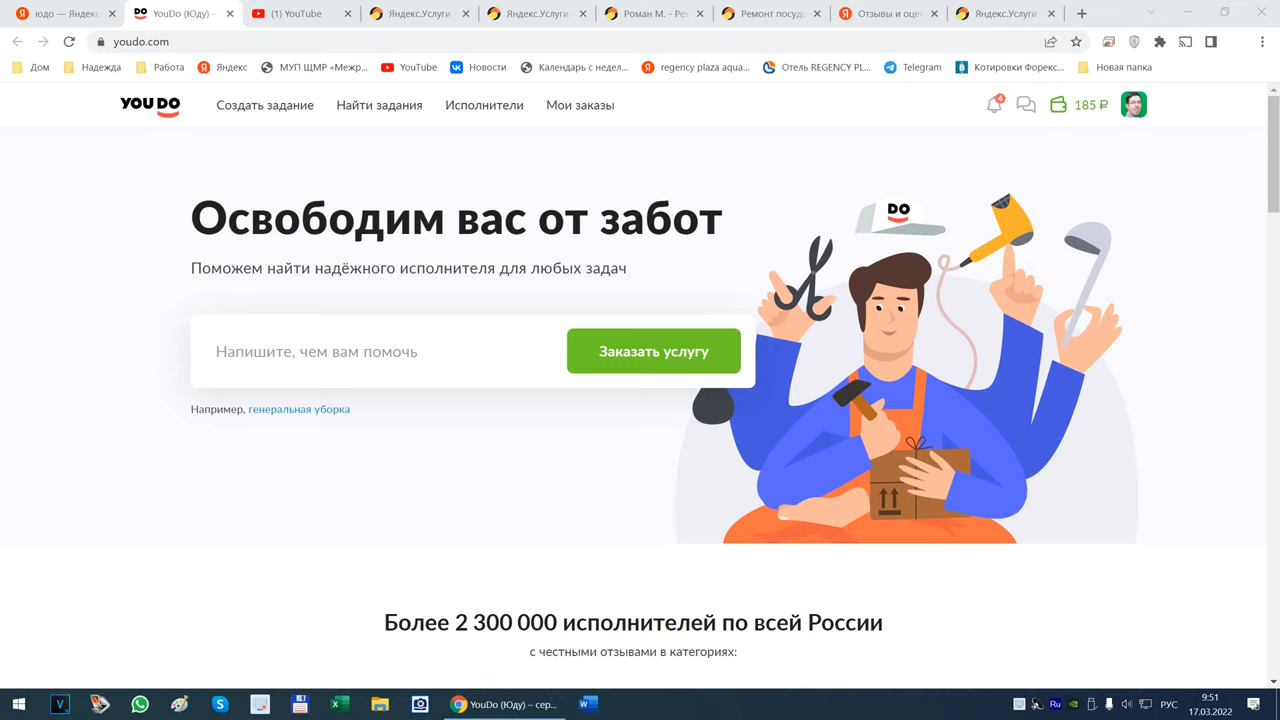 юдо — Яндекс
YouDo (Юду) –
(1) YouTube
Яндекс.Услуги
Яндекс.Услуги
Роман М. - Ре
Ремонт посуд
Отзывы и оце
Яндекс.Услуги
youdo.com
Дом
Надежда
Работа
Яндекс
МУП ЩМР «Межр...
YouTube
Новости
Календарь с недел...
regency plaza aqua...
Отель REGENCY PL...
Telegram
Котировки Форекс...
Новая папка
YOU DO
Создать задание
Найти задания
Исполнители
Мои заказы
4
185 ₽
Освободим вас от забот
DO
Поможем найти надёжного исполнителя для любых задач
Напишите, чем вам помочь
Заказать услугу
Например, генеральная уборка
Более 2 300 000 исполнителей по всей России
с честными отзывами в категориях:
YouDo (Юду) – сер...
Ru
РУС
9:51
17.03.2022